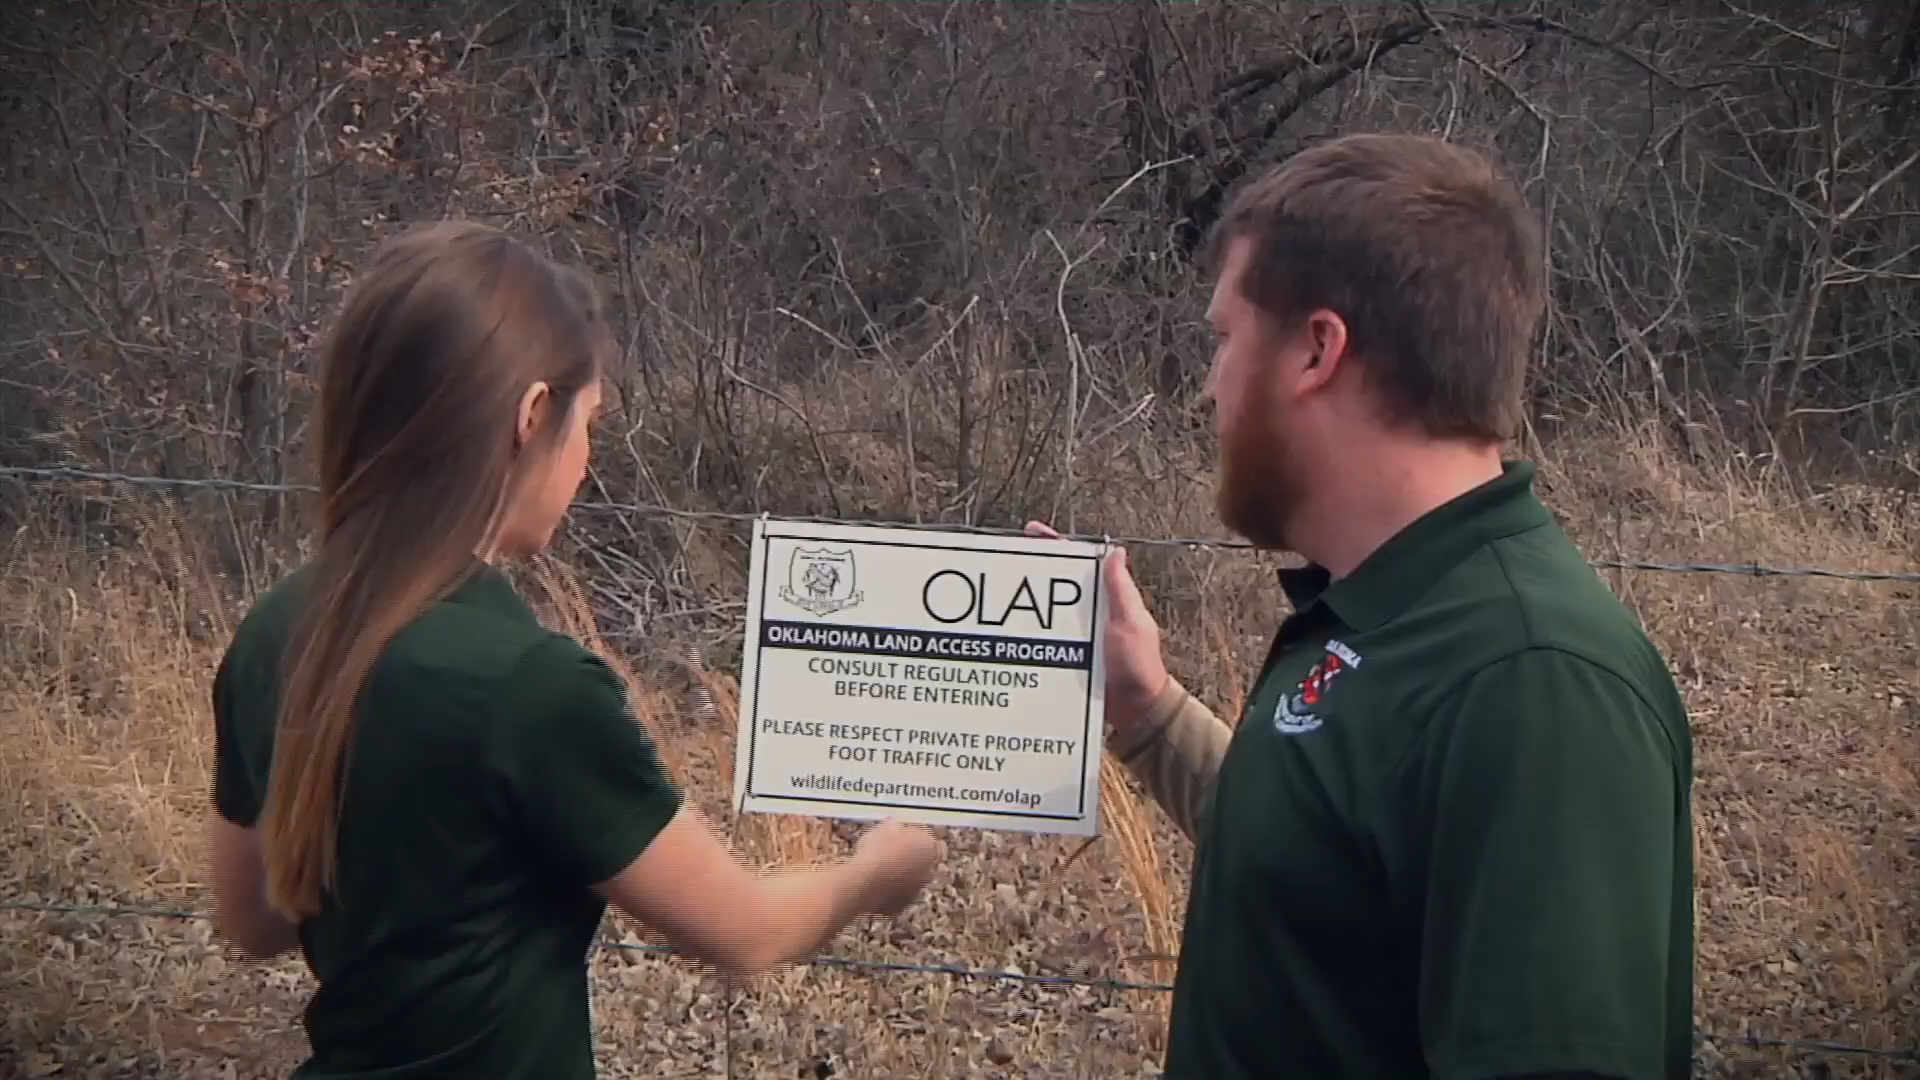 OLAP
OKLAHOMA LAND ACCESS PROGRAM
CONSULT REGULATIONS
BEFORE ENTERING
PLEASE RESPECT PRIVATE PROPERTY
FOOT TRAFFIC ONLY
wildlifedepartment.com/olap